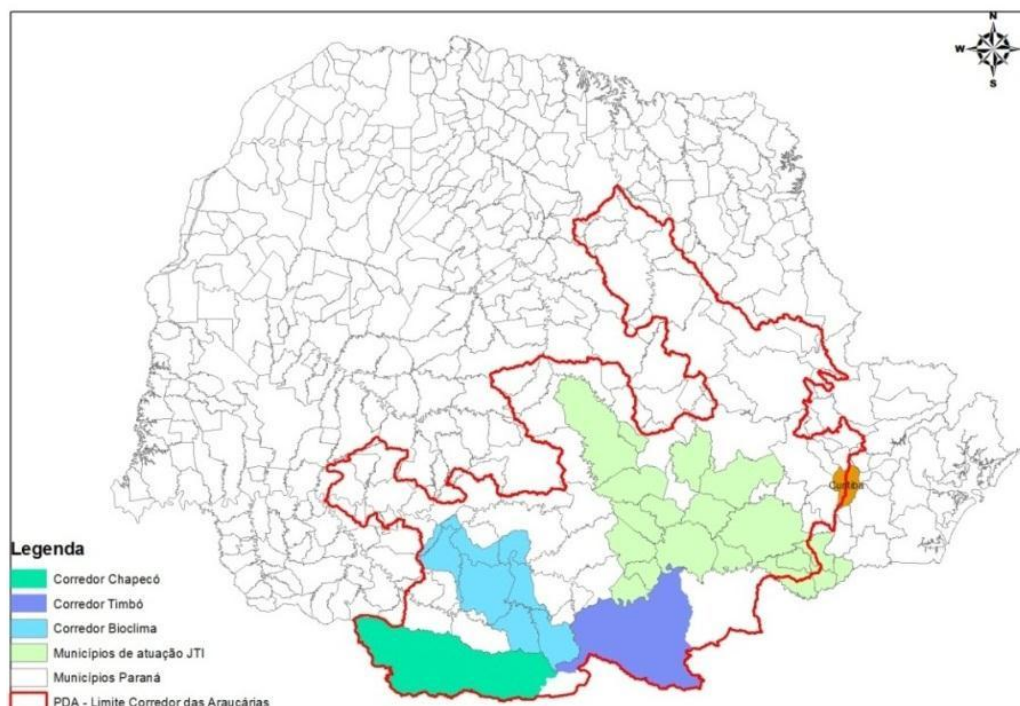 N
W E
S
Curitiba
Legenda
Corredor Chapecó
Corredor Timbó
Corredor Bioclima
Municípios de atuação JTI
Municípios Paraná
PDA - Limite Corredor das Araucárias